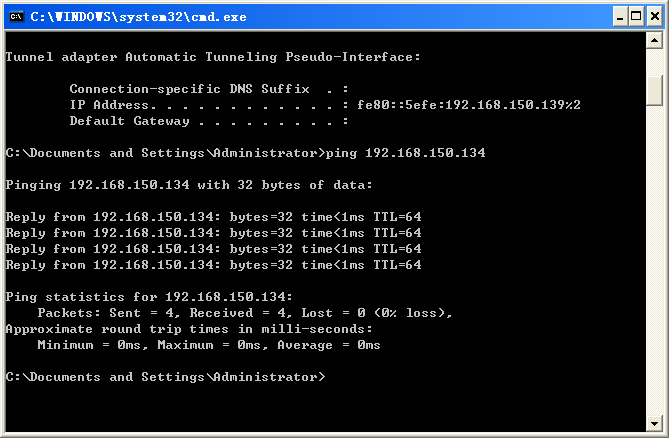 C:\WINDOWS\system32\cmd.exe
Tunnel adapter Automatic Tunneling Pseudo-Interface:
Connection-specific DNS Suffix  . :
IP Address. . . . . . . . . . . . : fe80::5efe:192.168.150.139%2
Default Gateway . . . . . . . . . :
C:\Documents and Settings\Administrator>ping 192.168.150.134
Pinging 192.168.150.134 with 32 bytes of data:
Reply from 192.168.150.134: bytes=32 time<1ms TTL=64
Reply from 192.168.150.134: bytes=32 time<1ms TTL=64
Reply from 192.168.150.134: bytes=32 time<1ms TTL=64
Reply from 192.168.150.134: bytes=32 time<1ms TTL=64
Ping statistics for 192.168.150.134:
Packets: Sent = 4, Received = 4, Lost = 0 (0% loss),
Approximate round trip times in milli-seconds:
Minimum = 0ms, Maximum = 0ms, Average = 0ms
C:\Documents and Settings\Administrator>